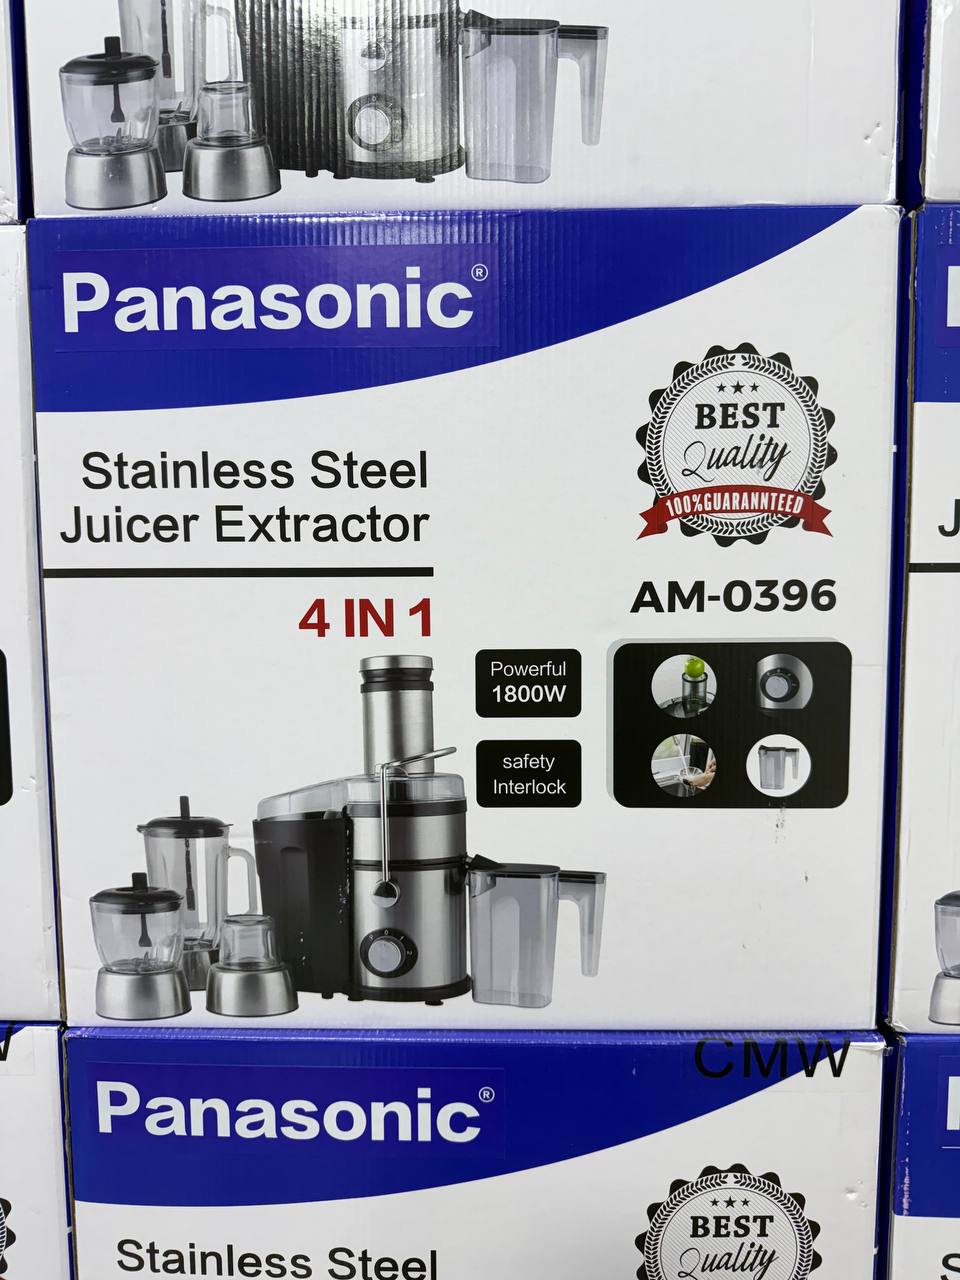 Panasonic®
Stainless Steel
Juicer Extractor
4 IN 1
BEST
Quality
100%GUARANNTEED
AM-0396
Powerful
1800W
safety
Interlock
CMW
Panasonic®
Stainless Steel
BEST
Quality